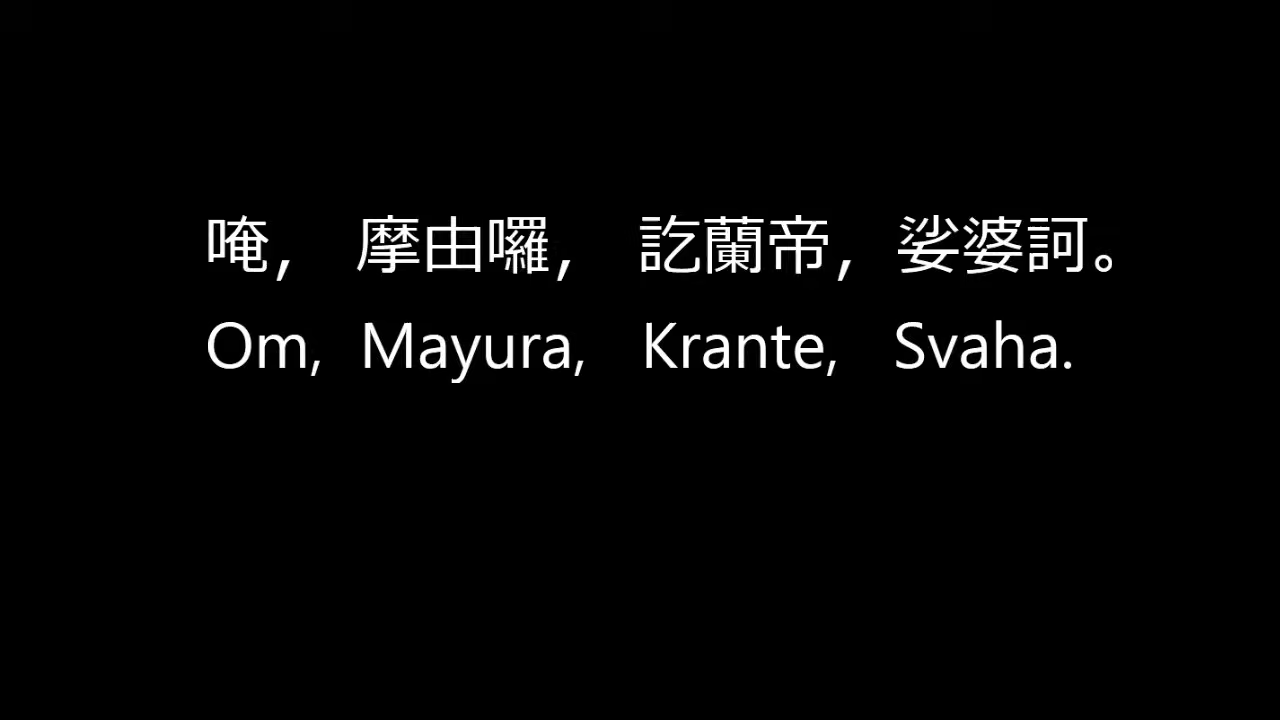 唵， 摩由囉， 訖蘭帝，娑婆訶。
Om, Mayura, Krante, Svaha.